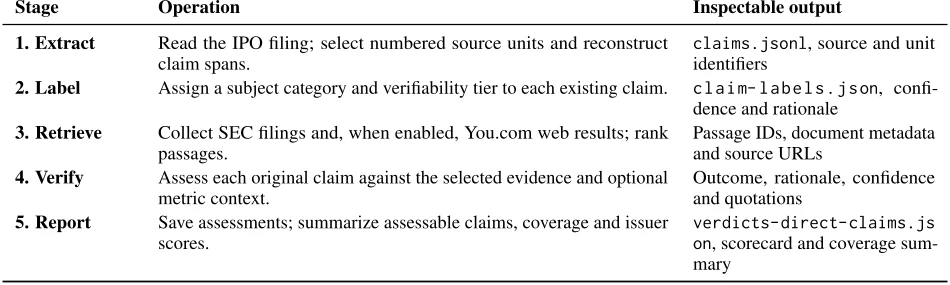 Stage Operation Inspectable output
1. Extract Read the IPO filing; select numbered source units and reconstruct claims.jsonl, source and unit
claim spans. identifiers
2. Label Assign a subject category and verifiability tier to each existing claim. claim-labels.json, confi-
dence and rationale
3. Retrieve Collect SEC filings and, when enabled, You.com web results; rank Passage IDs, document metadata
passages. and source URLs
4. Verify Assess each original claim against the selected evidence and optional Outcome, rationale, confidence
metric context. and quotations
5. Report Save assessments; summarize assessable claims, coverage and issuer verdicts-direct-claims.js
scores. on, scorecard and coverage sum-
mary